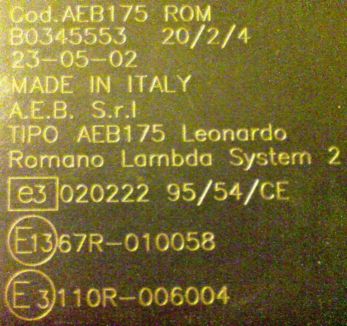 Cod.AEB175 ROM
B0345553 20/2/4
23-05-02
MADE IN ITALY
A.E.B. S.r.l
TIPO AEB175 Leonardo
Romano Lambda System 2
e3 020222 95/54/CE
E13 67R-010058
E3 110R-006004